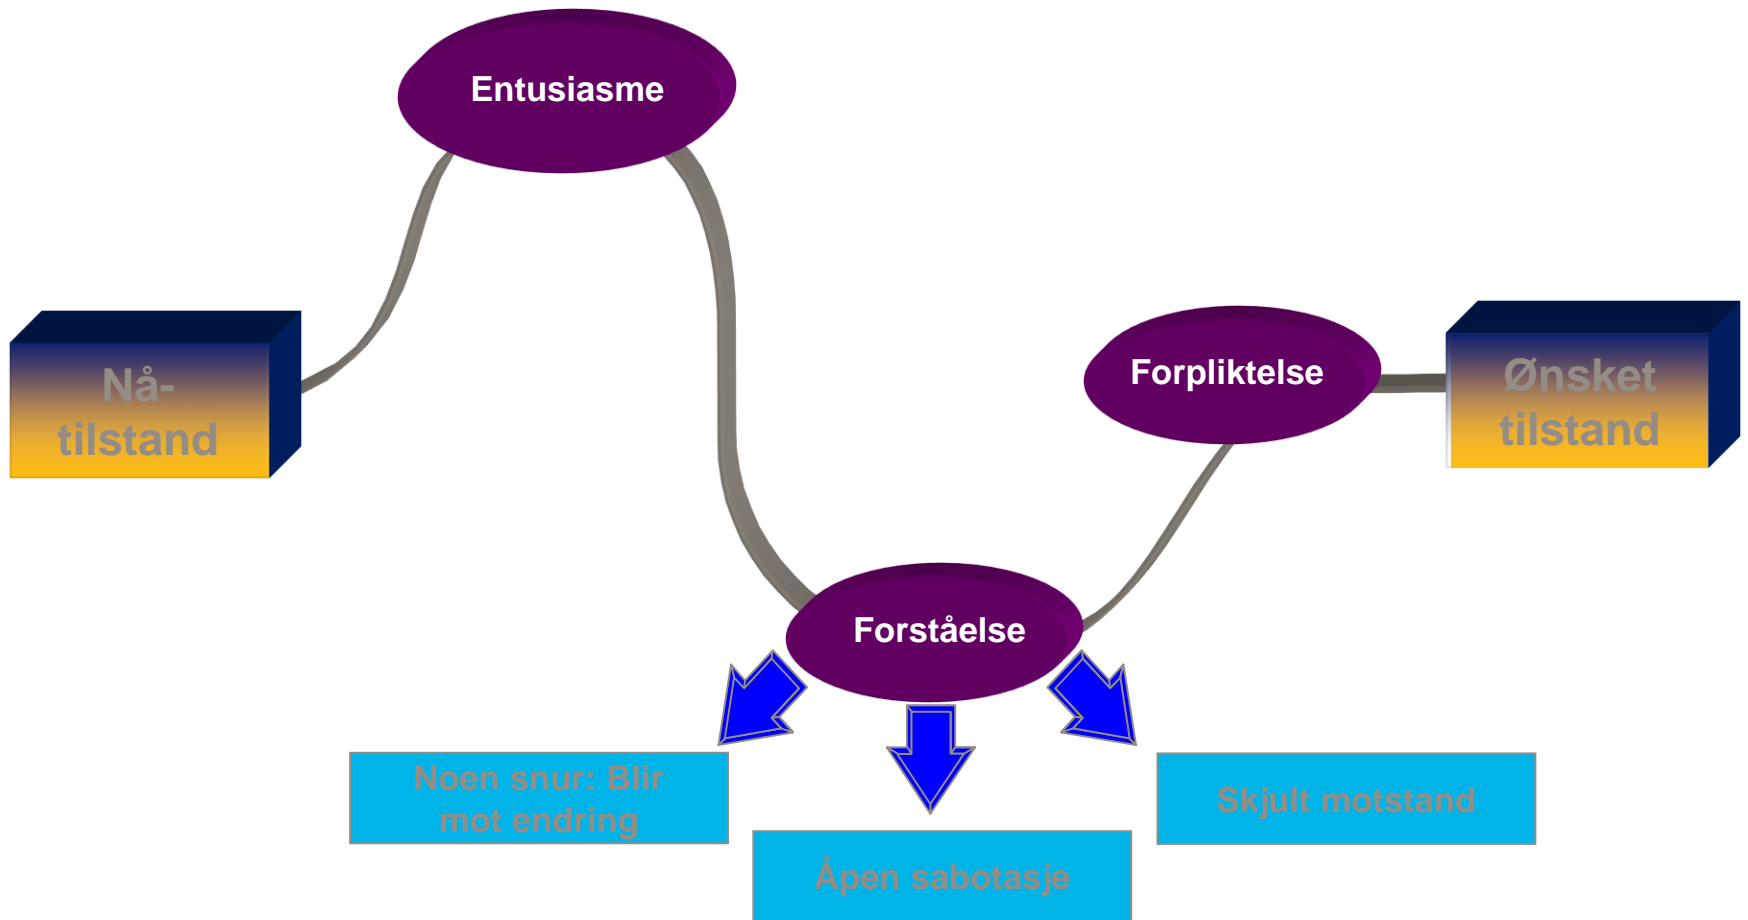 Entusiasme
Nå-
tilstand
Forpliktelse
Ønsket
tilstand
Forståelse
Noen snur: Blir
mot endring
Åpen sabotasje
Skjult motstand